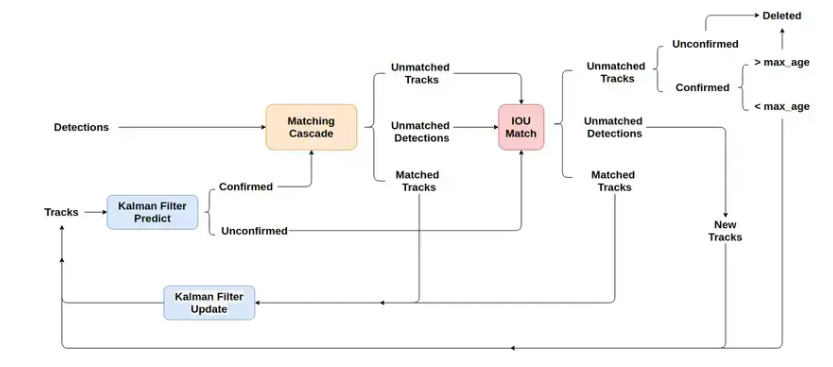 Deleted
Unconfirmed
> max_age
Confirmed
< max_age
Unmatched
Tracks
Unmatched
Tracks
Detections
Matching
Cascade
Unmatched
Detections
IOU
Match
Unmatched
Detections
Matched
Tracks
Matched
Tracks
Confirmed
Tracks
Kalman Filter
Predict
Unconfirmed
New
Tracks
Kalman Filter
Update